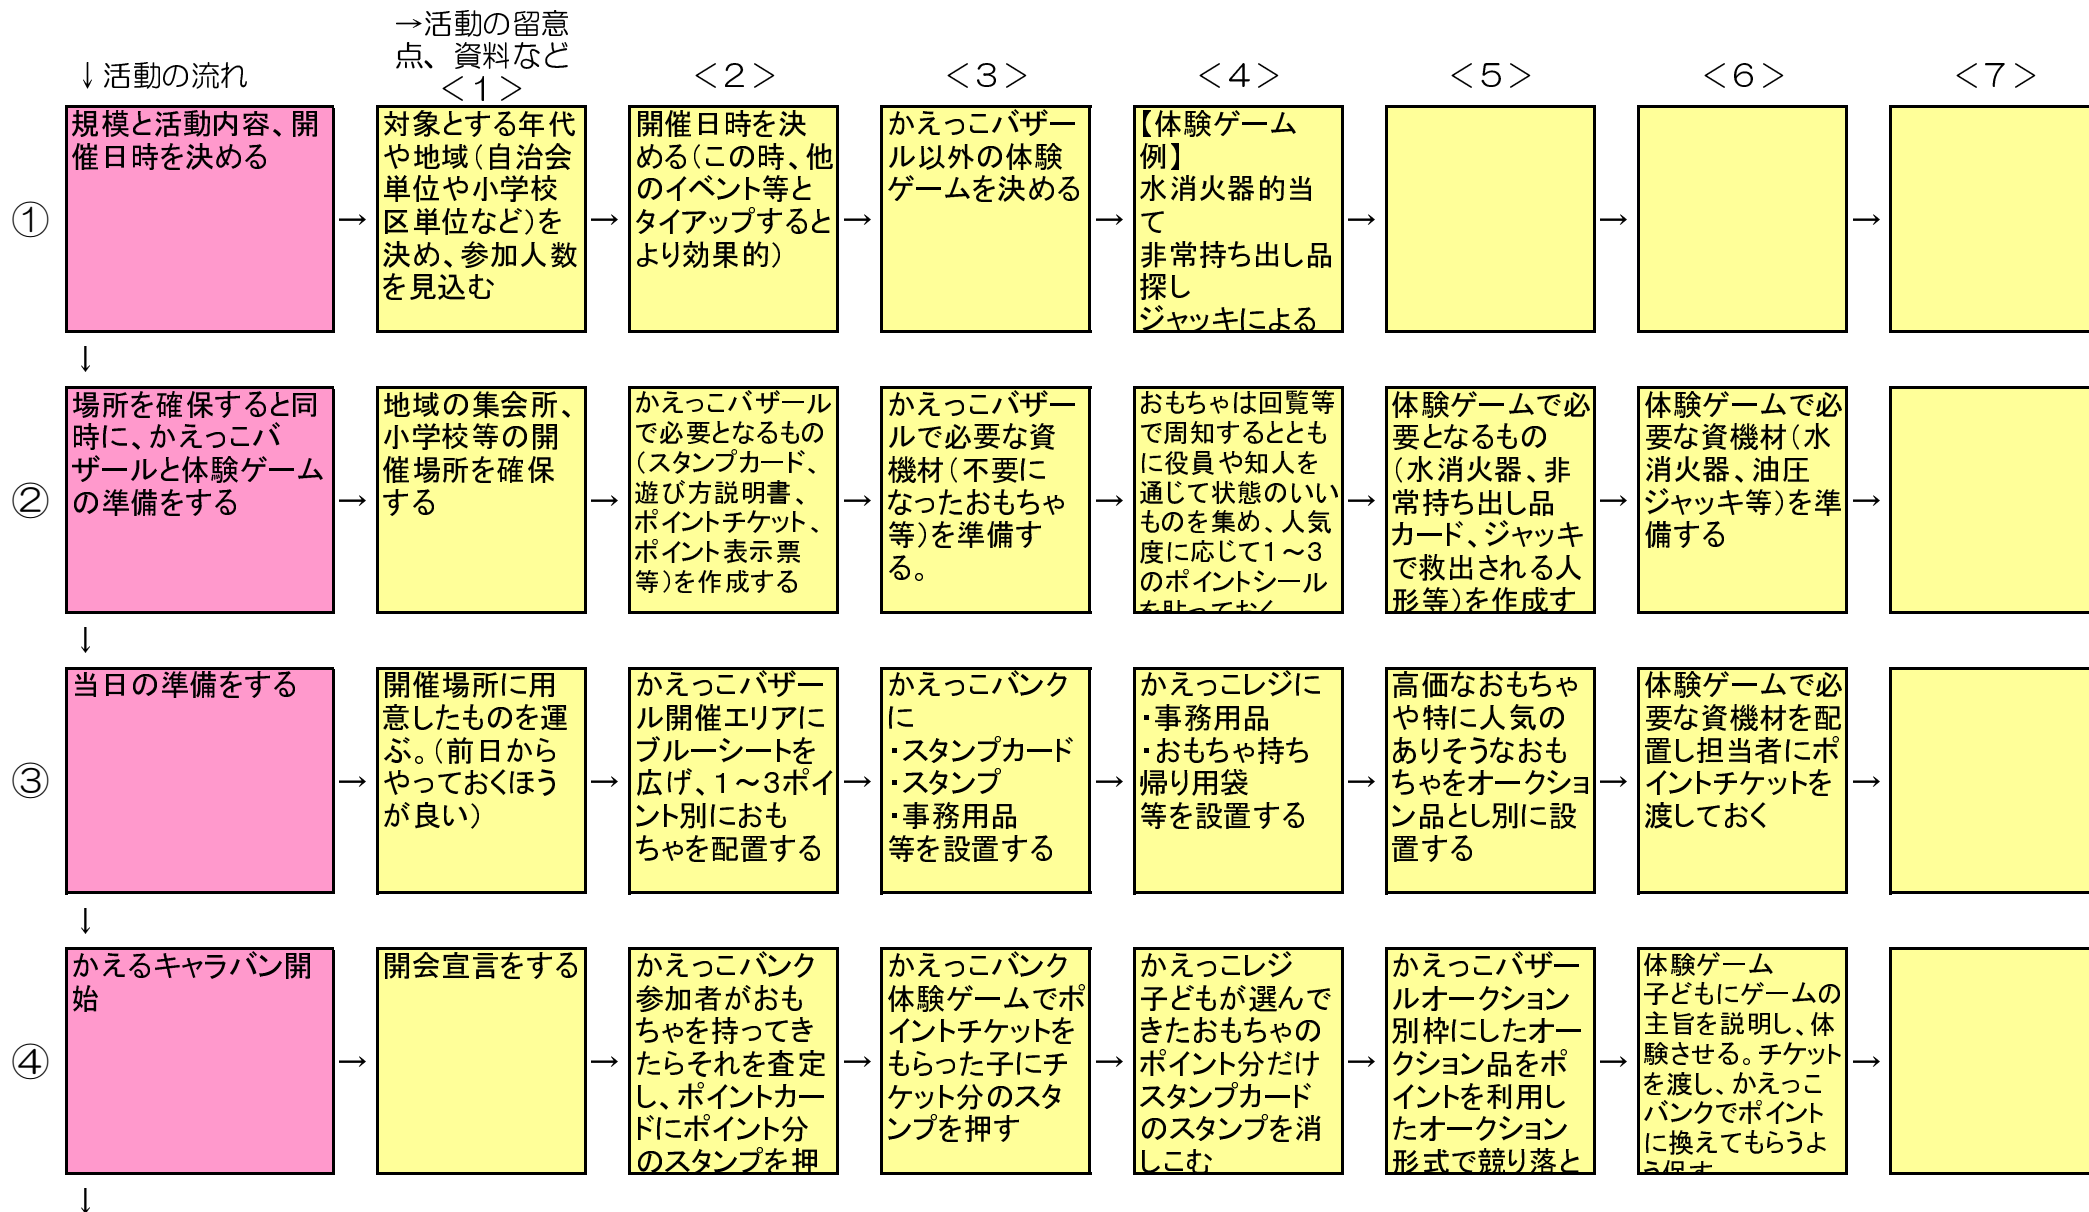 ↓活動の流れ
→活動の留意
点、資料など
＜１＞
＜２＞
＜３＞
＜４＞
＜５＞
＜６＞
＜７＞
①
規模と活動内容、開
催日時を決める
→
対象とする年代
や地域（自治会
単位や小学校
区単位など）を
決め、参加人数
を見込む
→
開催日時を決
める（この時、他
のイベント等と
タイアップすると
より効果的）
→
かえっこバザー
ル以外の体験
ゲームを決める
→
【体験ゲーム
例】
水消火器的当
て
非常持ち出し品
探し
ジャッキによる
→
→
→
↓
②
場所を確保すると同
時に、かえっこバ
ザールと体験ゲーム
の準備をする
→
地域の集会所、
小学校等の開
催場所を確保
する
→
かえっこバザール
で必要となるもの
（スタンプカード、
遊び方説明書、
ポイントチケット、
ポイント表示票
等）を作成する
→
かえっこバザー
ルで必要な資
機材（不要に
なったおもちゃ
等）を準備す
る。
→
おもちゃは回覧等
で周知するととも
に役員や知人を
通じて状態のいい
ものを集め、人気
度に応じて１～３
のポイントシール
を貼っておく
→
体験ゲームで必
要となるもの
（水消火器、非
常持ち出し品
カード、ジャッキ
で救出される人
形等）を作成す
→
体験ゲームで必
要な資機材（水
消火器、油圧
ジャッキ等）を準
備する
→
↓
③
当日の準備をする
→
開催場所に用
意したものを運
ぶ。（前日から
やっておくほう
が良い）
→
かえっこバザー
ル開催エリアに
ブルーシートを
広げ、１～３ポイ
ント別におも
ちゃを配置する
→
かえっこバンク
に
・スタンプカード
・スタンプ
・事務用品
等を設置する
→
かえっこレジに
・事務用品
・おもちゃ持ち
帰り用袋
等を設置する
→
高価なおもちゃ
や特に人気の
ありそうなおも
ちゃをオークショ
ン品とし別に設
置する
→
体験ゲームで必
要な資機材を配
置し担当者にポ
イントチケットを
渡しておく
→
↓
④
かえるキャラバン開
始
→
開会宣言をする
→
かえっこバンク
参加者がおも
ちゃを持ってき
たらそれを査定
し、ポイントカー
ドにポイント分
のスタンプを押
→
かえっこバンク
体験ゲームでポ
イントチケットを
もらった子にチ
ケット分のスタ
ンプを押す
→
かえっこレジ
子どもが選んで
きたおもちゃの
ポイント分だけ
スタンプカード
のスタンプを消
しこむ
→
かえっこバザー
ルオークション
別枠にしたオー
クション品をポ
イントを利用し
たオークション
形式で競り落と
→
体験ゲーム
子どもにゲームの
主旨を説明し、体
験させる。チケット
を渡し、かえっこ
バンクでポイント
に換えてもらうよ
う促す
→
↓